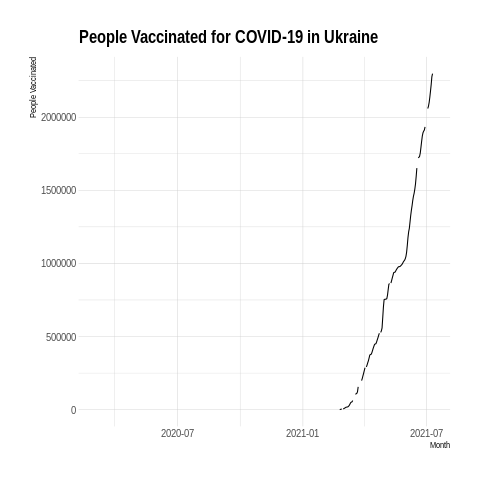 People Vaccinated for COVID-19 in Ukraine
People Vaccinated
2000000
1500000
1000000
500000
0
2020-07
2021-01
2021-07
Month